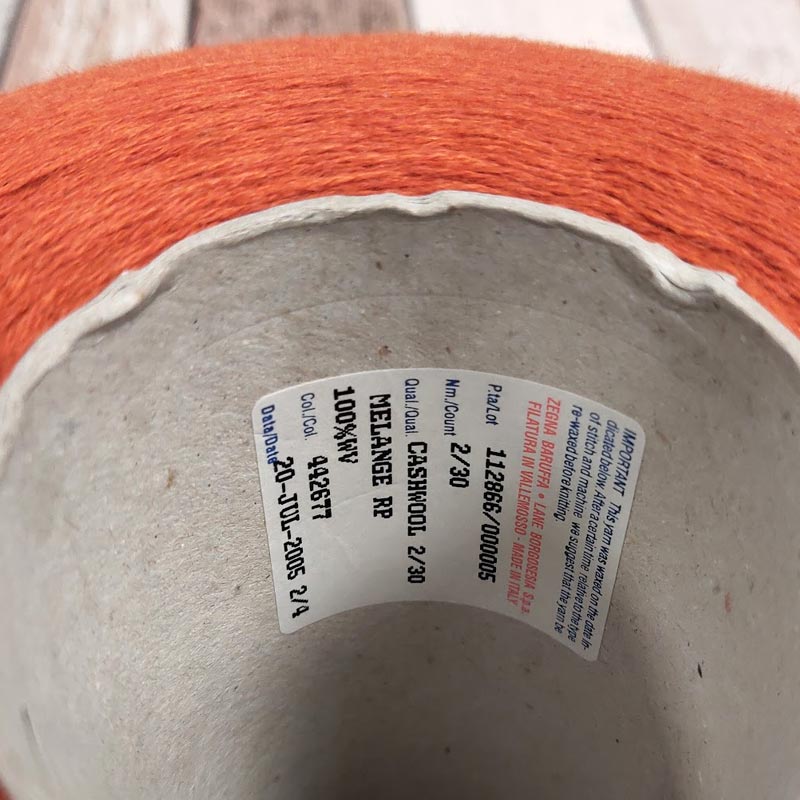 IMPORTANT This yarn was waxed on the date in-
dicated below. After a certain time relative to the type
of stitch and machine we suggest that the yarn be
re-waxed before knitting.
ZEGNA BARUFFA • LANE BORGOSESIA S.p.A.
FILATURA IN VALLEMOSSO - MADE IN ITALY
P.ta/Lot 112866/000005
Nm./Count 2/30
Qual./Qual. CASHWOOL 2/30
MELANGE RP
100%WV
Col./Col. 442677
Data/Date 20-JUL-2005 2/4